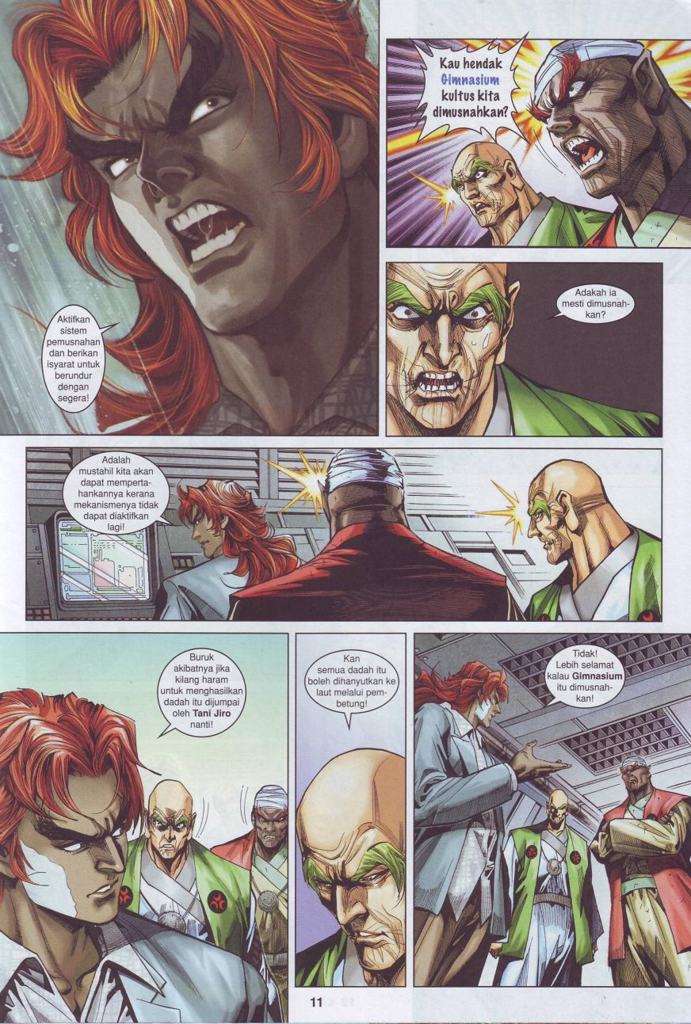 Aktifkan
sistem
pemusnahan
dan berikan
isyarat untuk
berundur
dengan
segera!
Kau hendak
Gimnasium
kultus kita
dimusnahkan?
Adakah ia
mesti dimusnah-
kan?
Adalah
mustahil kita akan
dapat memperta-
hankannya kerana
mekanismenya tidak
dapat diaktifkan
lagi!
Buruk
akibatnya jika
kilang haram
untuk menghasilkan
dadah itu dijumpai
oleh Tani Jiro
nanti!
Kan
semua dadah itu
boleh dihanyutkan ke
laut melalui pem-
betung!
Tidak!
Lebih selamat
kalau Gimnasium
itu dimusnah-
kan!
11